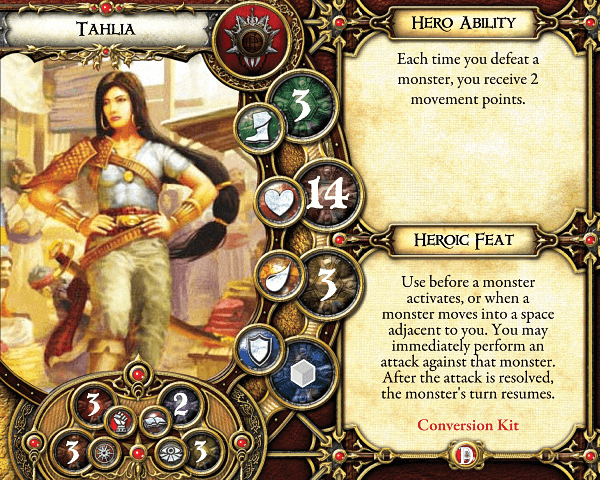 Tahlia
Hero Ability
Each time you defeat a
monster, you receive 2
movement points.
3
14
3
Heroic Feat
Use before a monster
activates, or when a
monster moves into a space
adjacent to you. You may
immediately perform an
attack against that monster.
After the attack is resolved,
the monster's turn resumes.
Conversion Kit
3 2
3 3
D